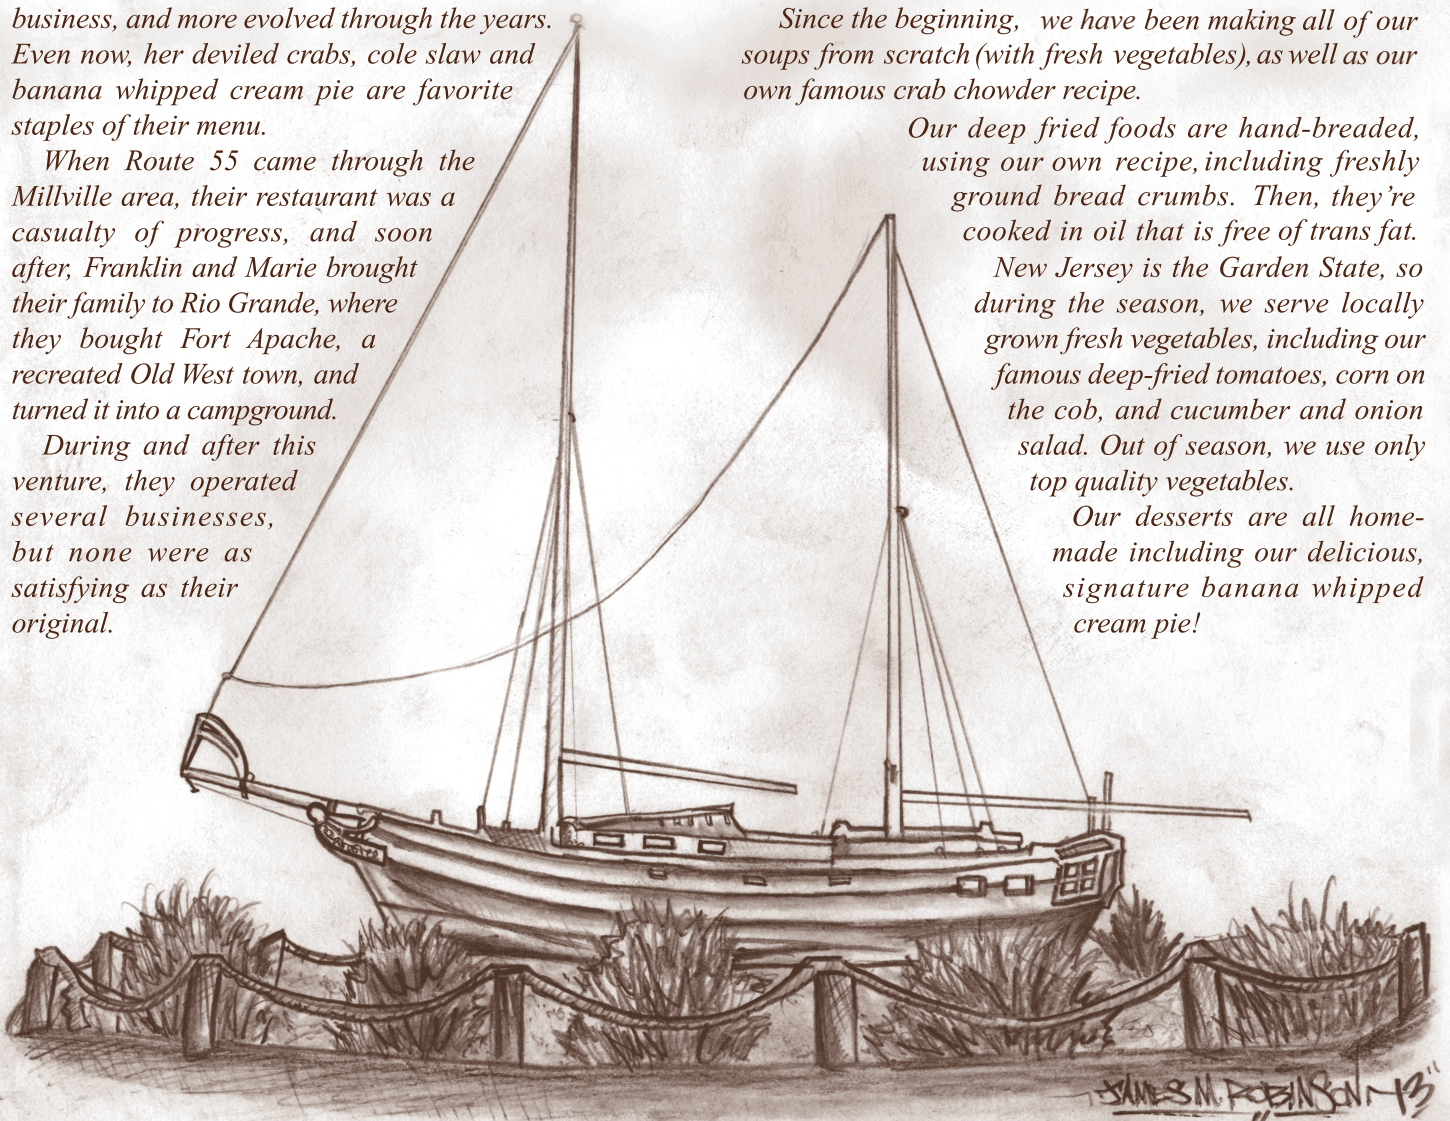 business, and more evolved through the years.
Even now, her deviled crabs, cole slaw and
banana whipped cream pie are favorite
staples of their menu.
When Route 55 came through the
Millville area, their restaurant was a
casualty of progress, and soon
after, Franklin and Marie brought
their family to Rio Grande, where
they bought Fort Apache, a
recreated Old West town, and
turned it into a campground.
During and after this
venture, they operated
several businesses,
but none were as
satisfying as their
original.
Since the beginning, we have been making all of our
soups from scratch (with fresh vegetables), as well as our
own famous crab chowder recipe.
Our deep fried foods are hand-breaded,
using our own recipe, including freshly
ground bread crumbs. Then, they're
cooked in oil that is free of trans fat.
New Jersey is the Garden State, so
during the season, we serve locally
grown fresh vegetables, including our
famous deep-fried tomatoes, corn on
the cob, and cucumber and onion
salad. Out of season, we use only
top quality vegetables.
Our desserts are all home-
made including our delicious,
signature banana whipped
cream pie!
JAMES M. ROBINSON ~13"